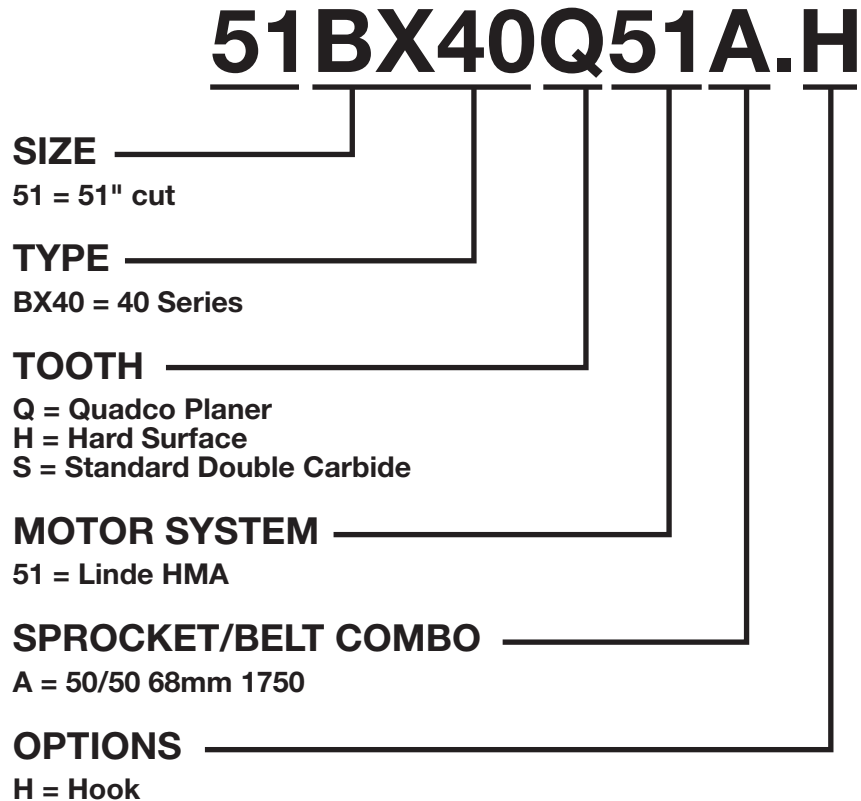 51BX40Q51A.H
SIZE
51 = 51" cut
TYPE
BX40 = 40 Series
TOOTH
Q = Quadco Planer
H = Hard Surface
S = Standard Double Carbide
MOTOR SYSTEM
51 = Linde HMA
SPROCKET/BELT COMBO
A = 50/50 68mm 1750
OPTIONS
H = Hook